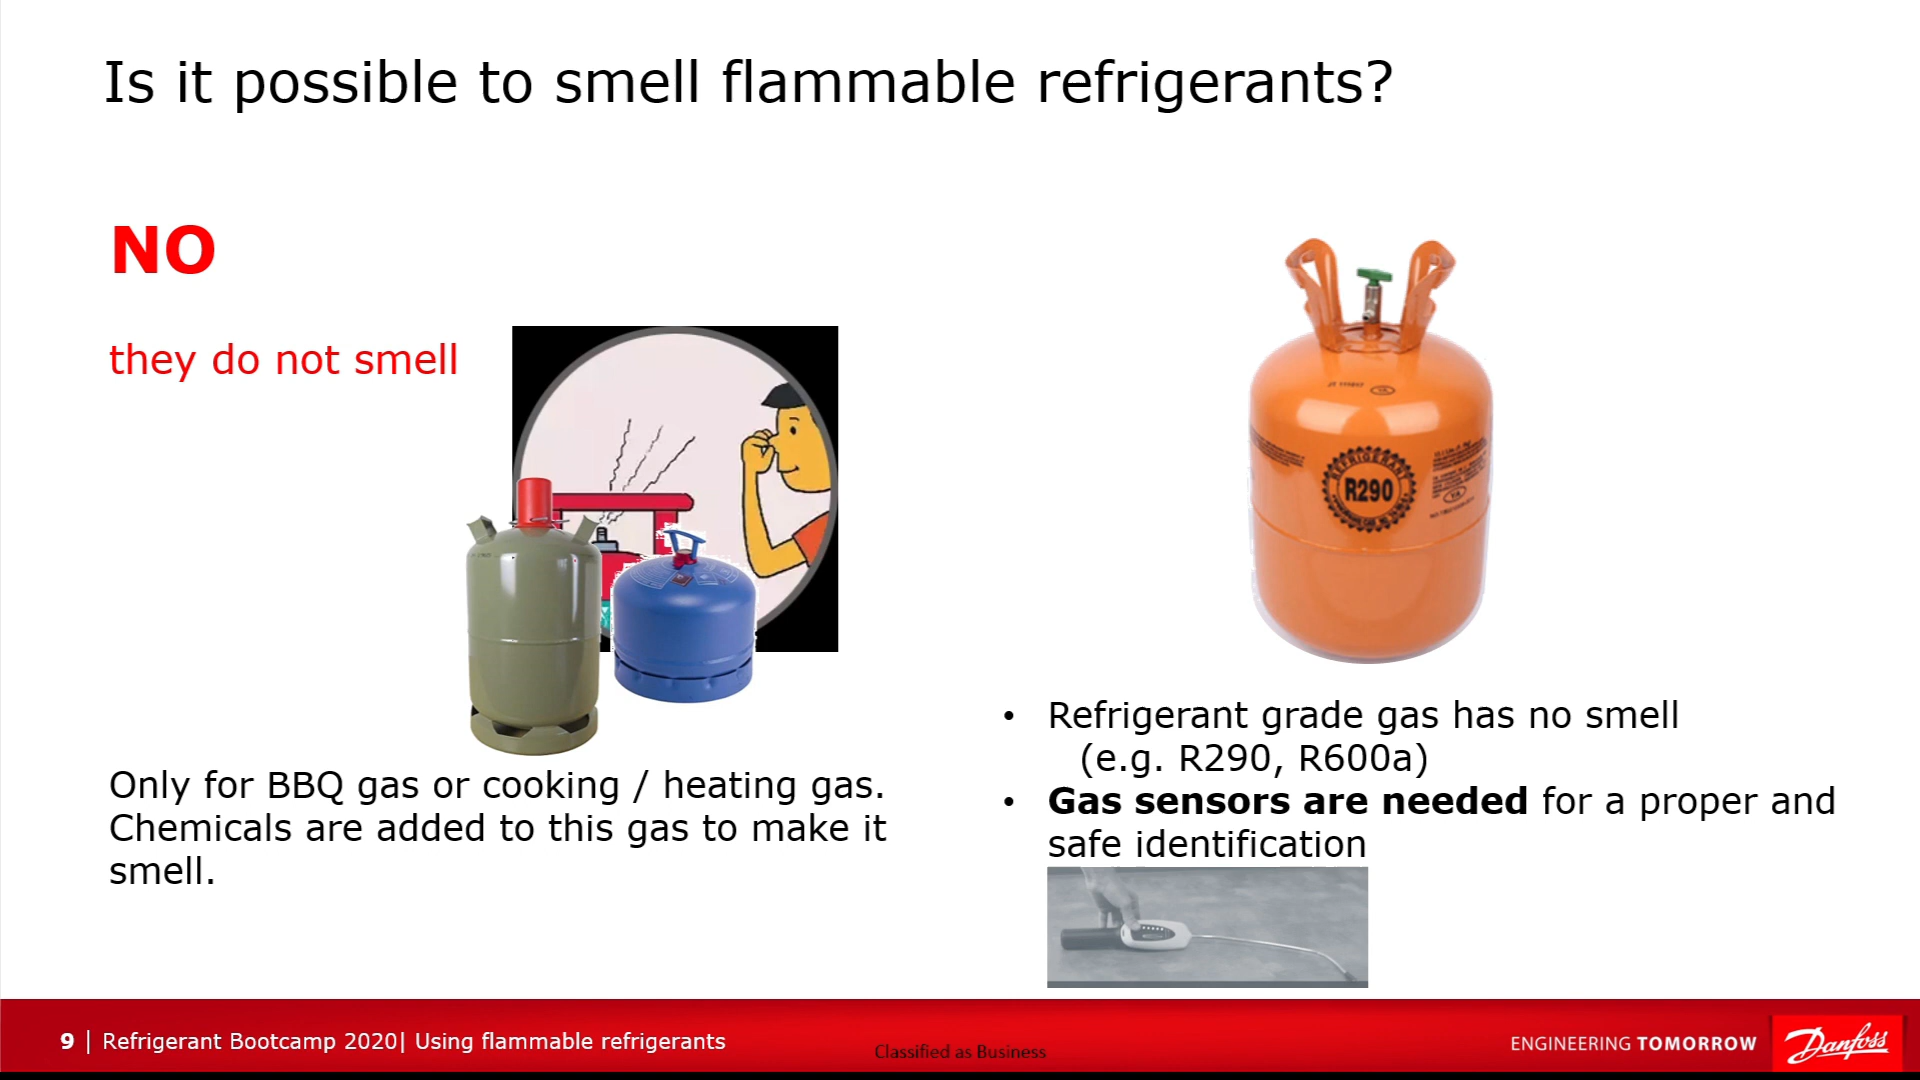 Is it possible to smell flammable refrigerants?
NO
they do not smell
Only for BBQ gas or cooking / heating gas.
Chemicals are added to this gas to make it
smell.
REFRIGERANT
R290
• Refrigerant grade gas has no smell
(e.g. R290, R600a)
• Gas sensors are needed for a proper and
safe identification
9 | Refrigerant Bootcamp 2020| Using flammable refrigerants
Classified as Business
ENGINEERING TOMORROW
Danfoss